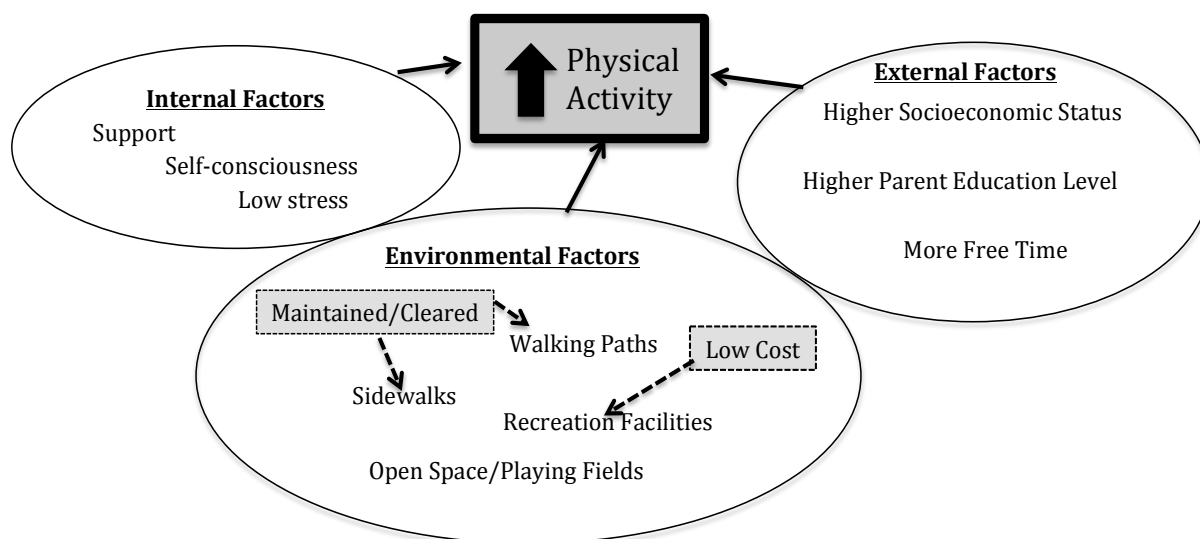 Physical
Activity
Internal Factors
Support
Self-consciousness
Low stress
External Factors
Higher Socioeconomic Status
Higher Parent Education Level
More Free Time
Environmental Factors
Maintained/Cleared
Walking Paths
Low Cost
Sidewalks
Recreation Facilities
Open Space/Playing Fields